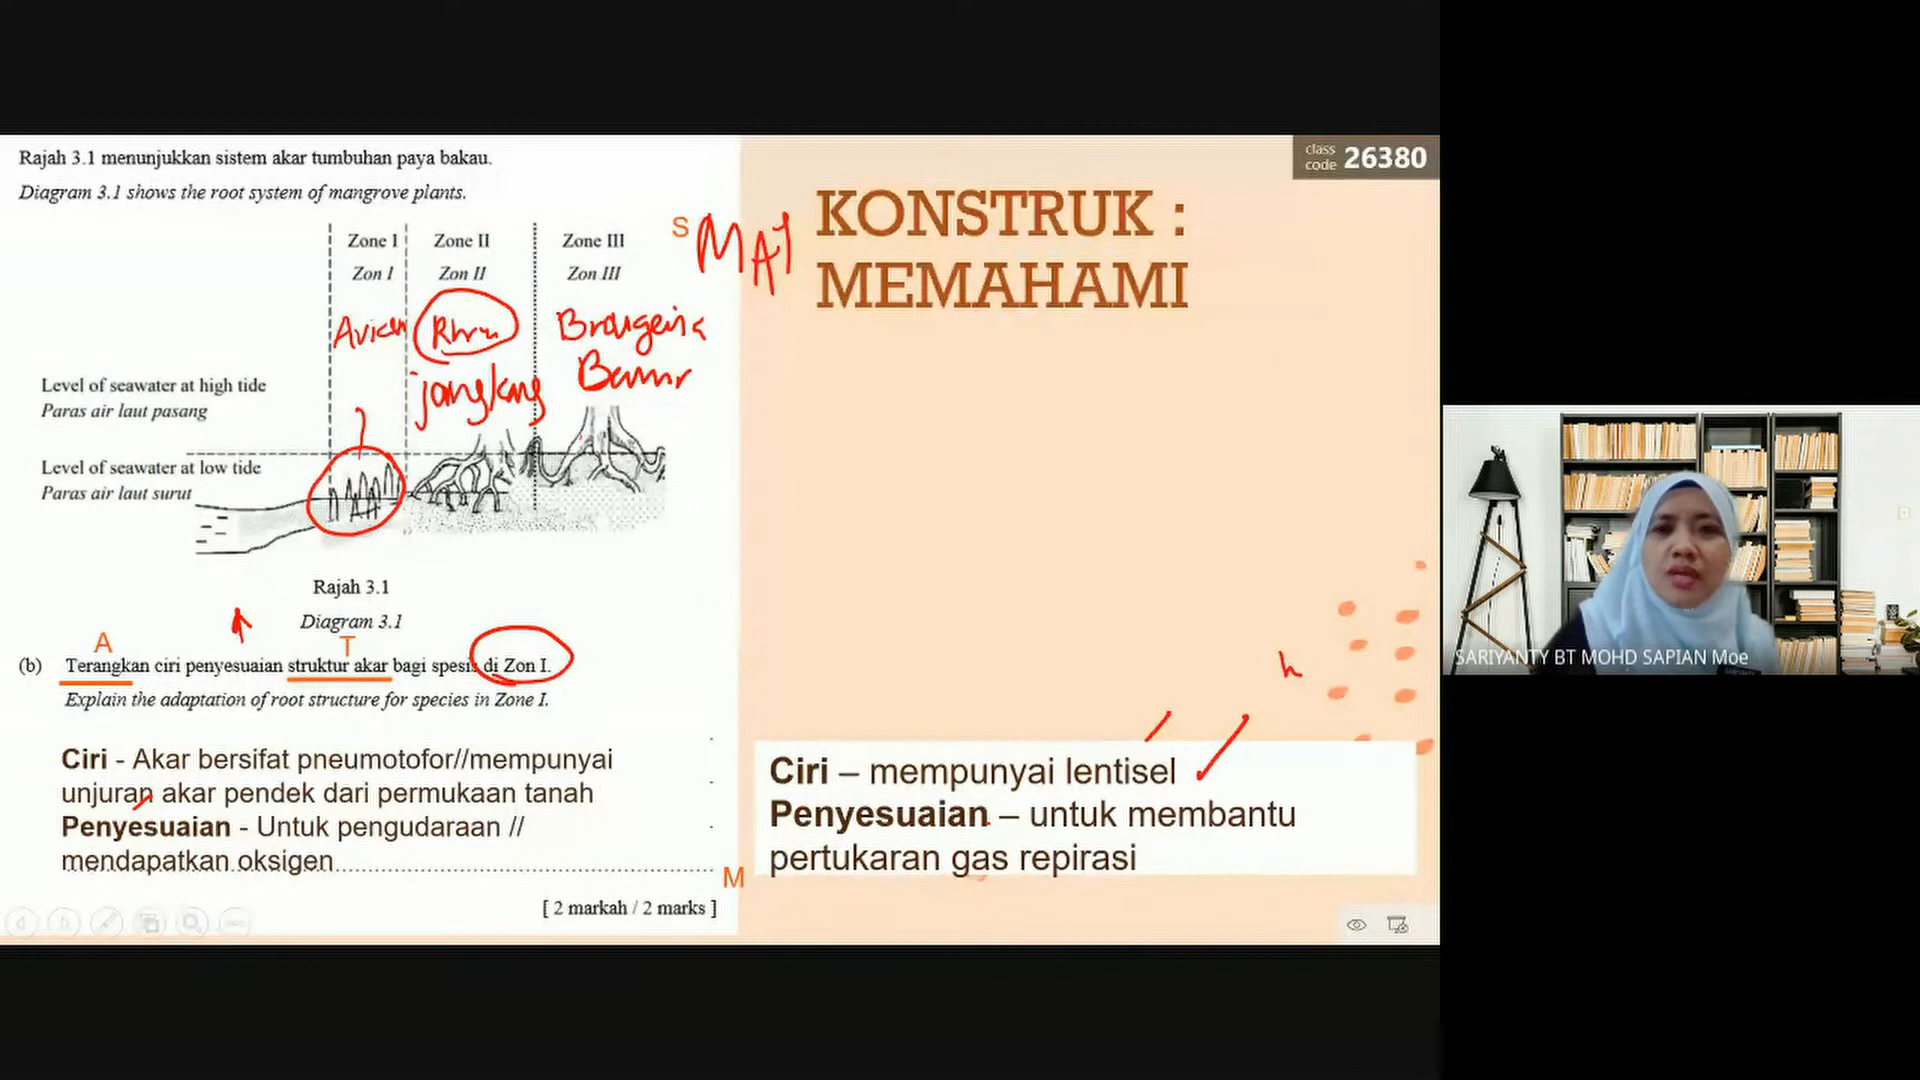 Rajah 3.1 menunjukkan sistem akar tumbuhan paya bakau.
Diagram 3.1 shows the root system of mangrove plants.
Zone I Zone II Zone III
Zon I Zon II Zon III
S
MAT
Avicen
Brougeira
jangkang
Level of seawater at high tide
Paras air laut pasang
Level of seawater at low tide
Paras air laut surut
Rajah 3.1
Diagram 3.1
A
T
(b) Terangkan ciri penyesuaian struktur akar bagi spesis di Zon I.
Explain the adaptation of root structure for species in Zone I.
Ciri - Akar bersifat pneumotofor//mempunyai
unjuran akar pendek dari permukaan tanah
Penyesuaian - Untuk pengudaraan //
mendapatkan oksigen
M
[ 2 markah / 2 marks ]
class
code 26380
KONSTRUK :
MEMAHAMI
h
Ciri – mempunyai lentisel
Penyesuaian – untuk membantu
pertukaran gas repirasi
SARIYANTY BT MOHD SAPIAN Moe